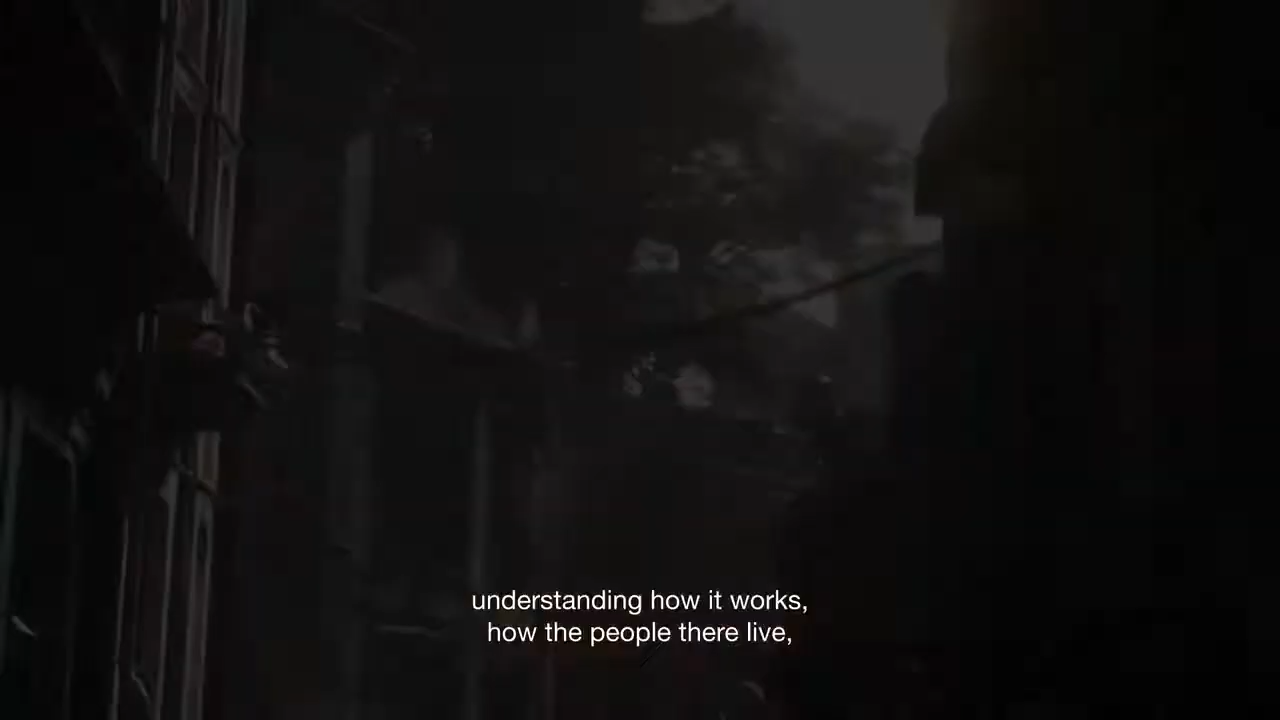 understanding how it works,
how the people there live,